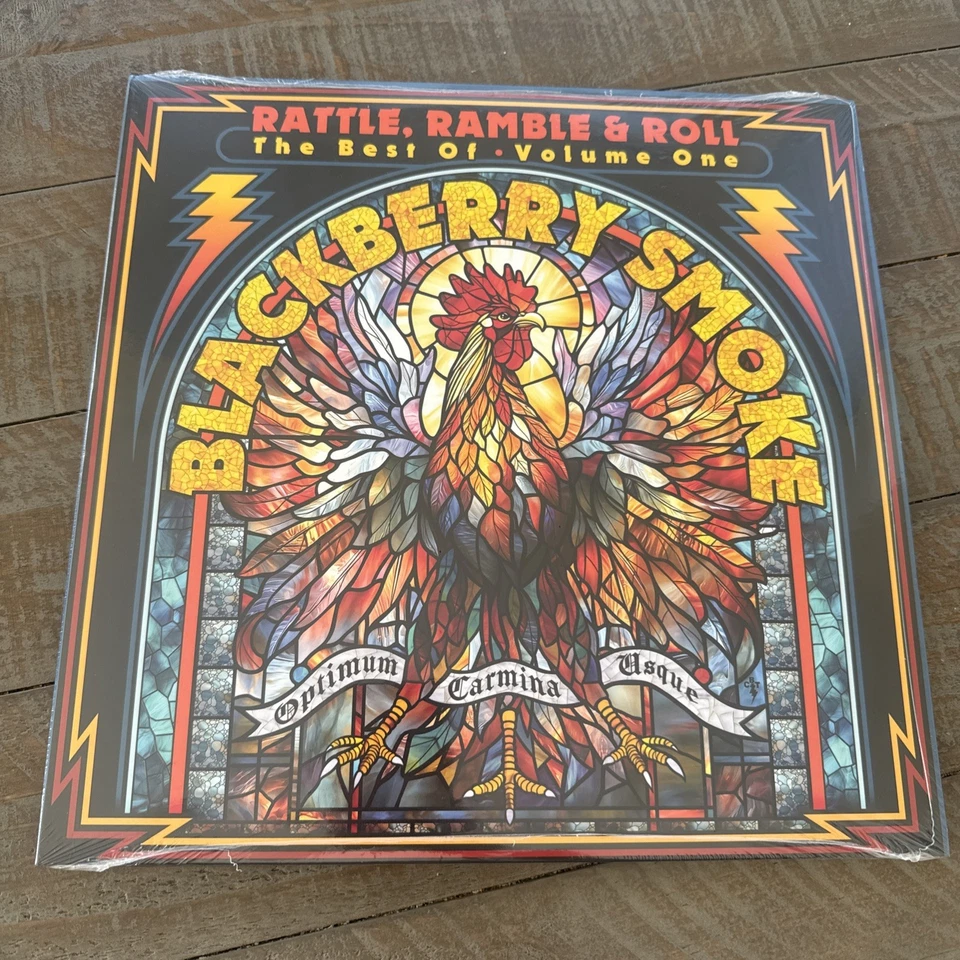 RATTLE, RAMBLE & ROLL
The Best Of • Volume One
BLACKBERRY SMOKE
Optimum Carmina Usque